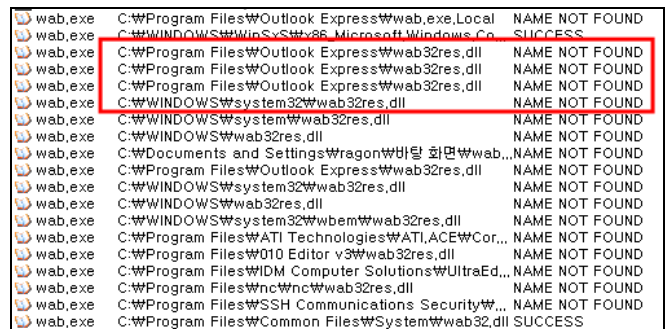 wab.exe C:₩Program Files₩Outlook Express₩wab.exe.Local NAME NOT FOUND
wab.exe C:₩WINDOWS₩WinSxS₩x86_Microsoft.Windows.Co... SUCCESS
wab.exe C:₩Program Files₩Outlook Express₩wab32res.dll NAME NOT FOUND
wab.exe C:₩Program Files₩Outlook Express₩wab32res.dll NAME NOT FOUND
wab.exe C:₩Program Files₩Outlook Express₩wab32res.dll NAME NOT FOUND
wab.exe C:₩WINDOWS₩system32₩wab32res.dll NAME NOT FOUND
wab.exe C:₩WINDOWS₩system₩wab32res.dll NAME NOT FOUND
wab.exe C:₩WINDOWS₩wab32res.dll NAME NOT FOUND
wab.exe C:₩Documents and Settings₩ragon₩바탕 화면₩wab... NAME NOT FOUND
wab.exe C:₩Program Files₩Outlook Express₩wab32res.dll NAME NOT FOUND
wab.exe C:₩WINDOWS₩system32₩wab32res.dll NAME NOT FOUND
wab.exe C:₩WINDOWS₩wab32res.dll NAME NOT FOUND
wab.exe C:₩WINDOWS₩system32₩wbem₩wab32res.dll NAME NOT FOUND
wab.exe C:₩Program Files₩ATI Technologies₩ATI.ACE₩Cor... NAME NOT FOUND
wab.exe C:₩Program Files₩010 Editor v3₩wab32res.dll NAME NOT FOUND
wab.exe C:₩Program Files₩IDM Computer Solutions₩UltraEd... NAME NOT FOUND
wab.exe C:₩Program Files₩nc₩nc₩wab32res.dll NAME NOT FOUND
wab.exe C:₩Program Files₩SSH Communications Security₩... NAME NOT FOUND
wab.exe C:₩Program Files₩Common Files₩System₩wab32.dll SUCCESS